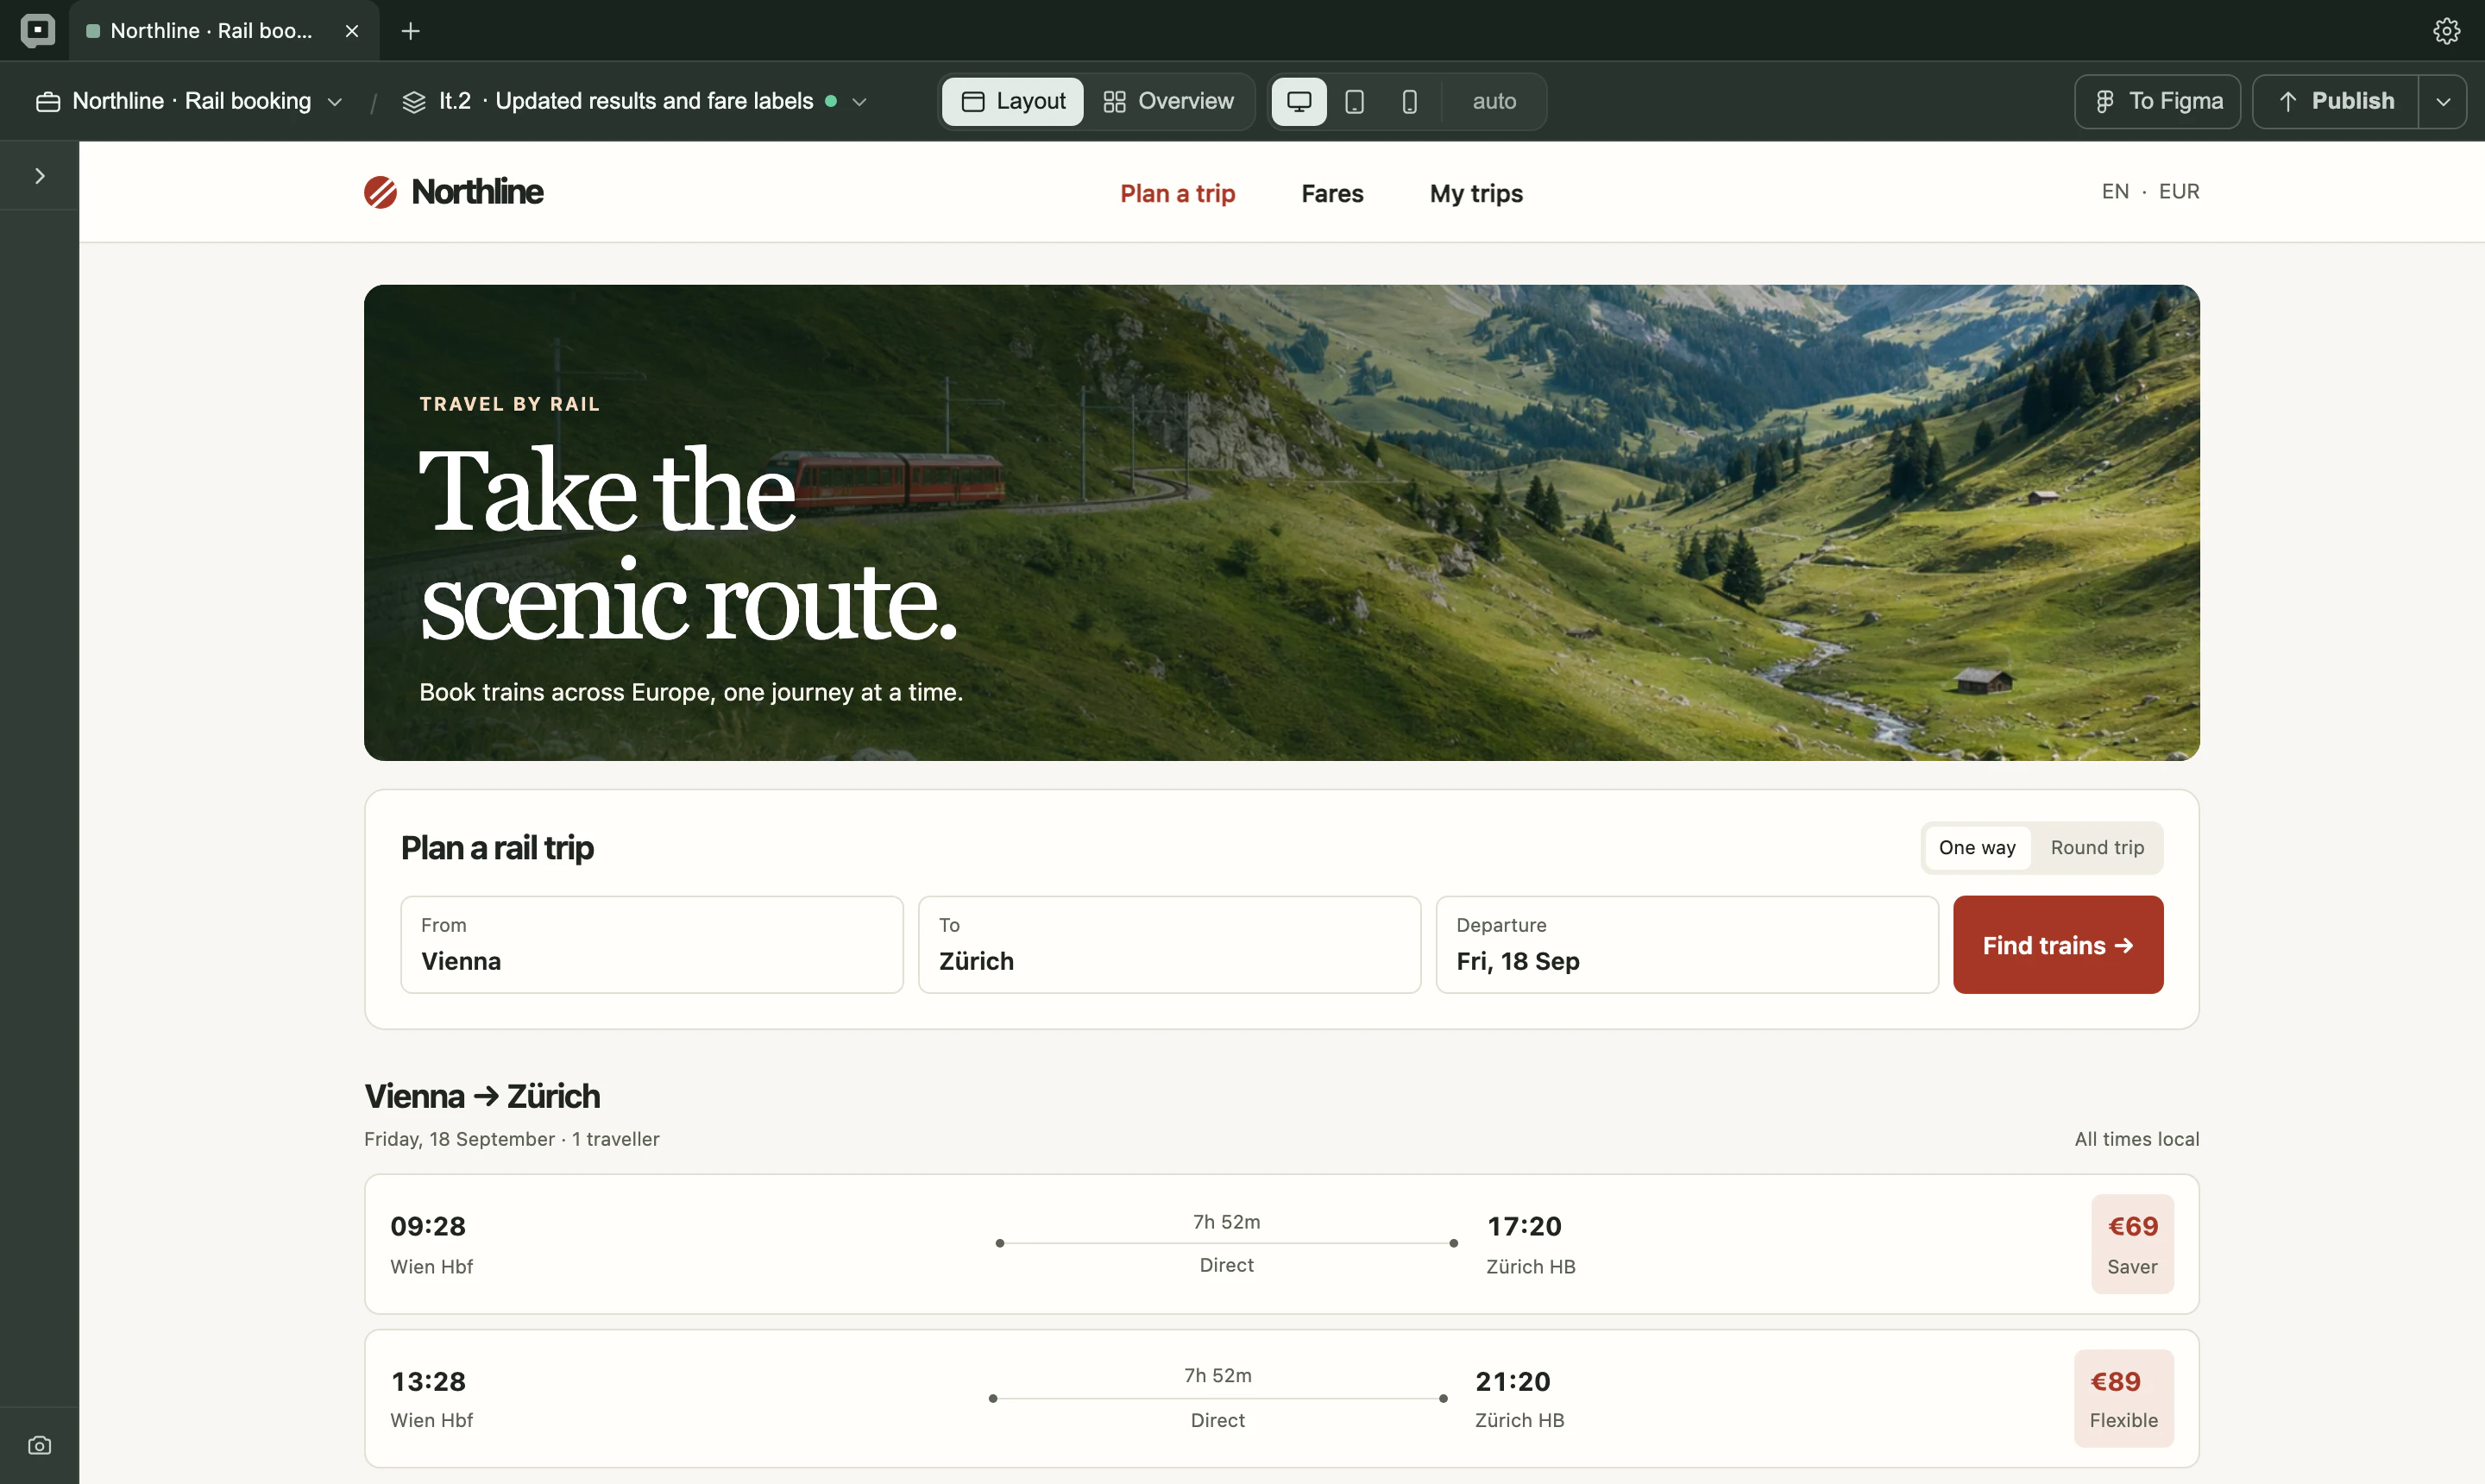 Northline · Rail boo...
Northline · Rail booking / It.2 · Updated results and fare labels
Layout Overview auto
To Figma Publish
Northline
Plan a trip Fares My trips
EN · EUR
TRAVEL BY RAIL
Take the
scenic route.
Book trains across Europe, one journey at a time.
Plan a rail trip
One way Round trip
From
Vienna
To
Zürich
Departure
Fri, 18 Sep
Find trains →
Vienna → Zürich
Friday, 18 September · 1 traveller
All times local
09:28
Wien Hbf
7h 52m
Direct
17:20
Zürich HB
€69
Saver
13:28
Wien Hbf
7h 52m
Direct
21:20
Zürich HB
€89
Flexible